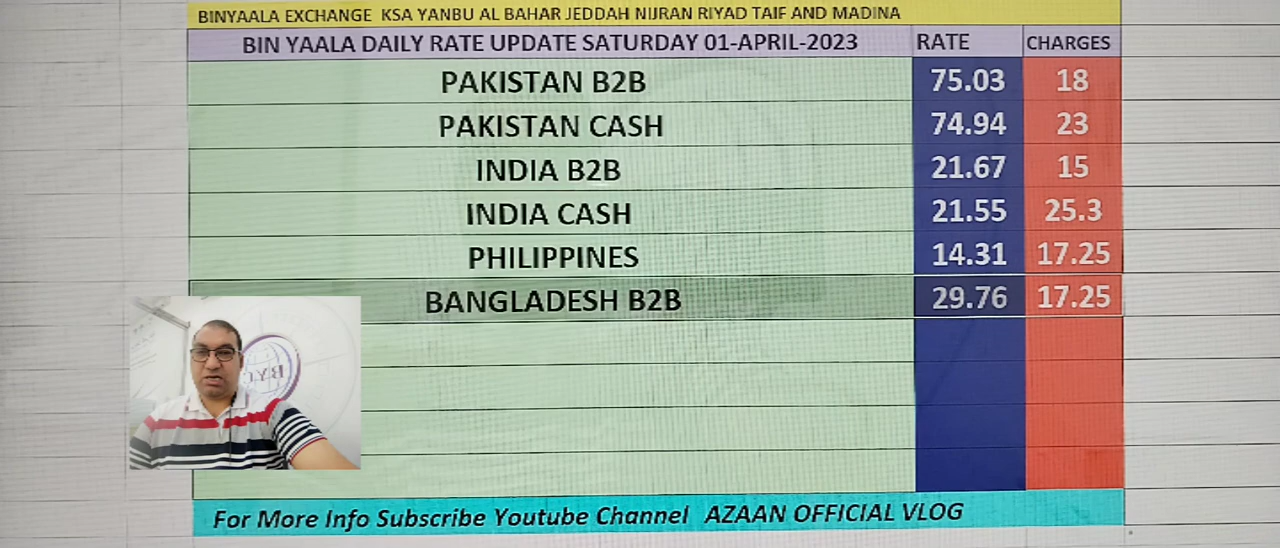 BINYAALA EXCHANGE KSA YANBU AL BAHAR JEDDAH NIJRAN RIYAD TAIF AND MADINA
BIN YAALA DAILY RATE UPDATE SATURDAY 01-APRIL-2023 RATE CHARGES
PAKISTAN B2B 75.03 18
PAKISTAN CASH 74.94 23
INDIA B2B 21.67 15
INDIA CASH 21.55 25.3
PHILIPPINES 14.31 17.25
BANGLADESH B2B 29.76 17.25
For More Info Subscribe Youtube Channel AZAAN OFFICIAL VLOG